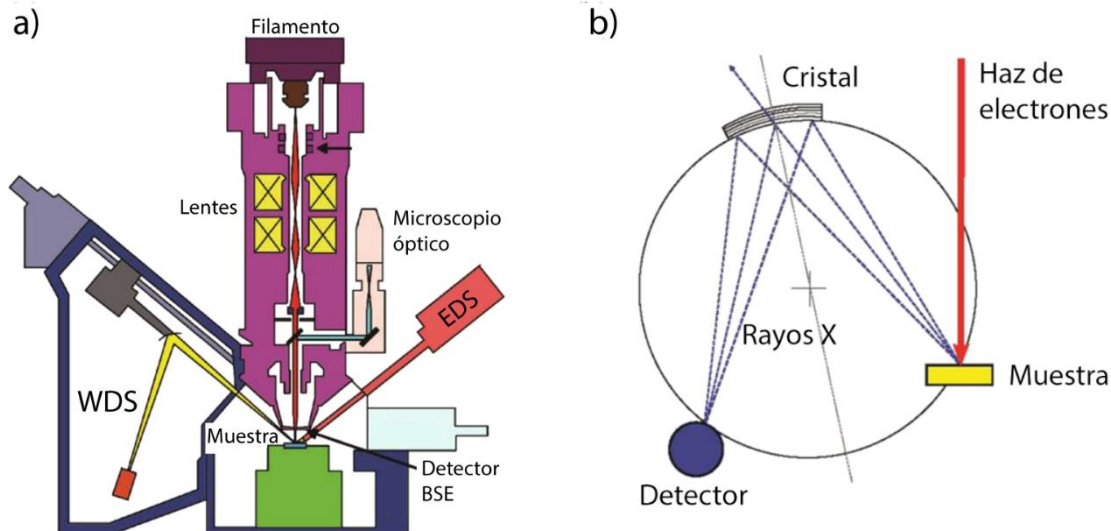 a)
Filamento
Lentes
Microscopio
óptico
EDS
WDS
Muestra
Detector
BSE
b)
Cristal
Haz de
electrones
Rayos X
Muestra
Detector